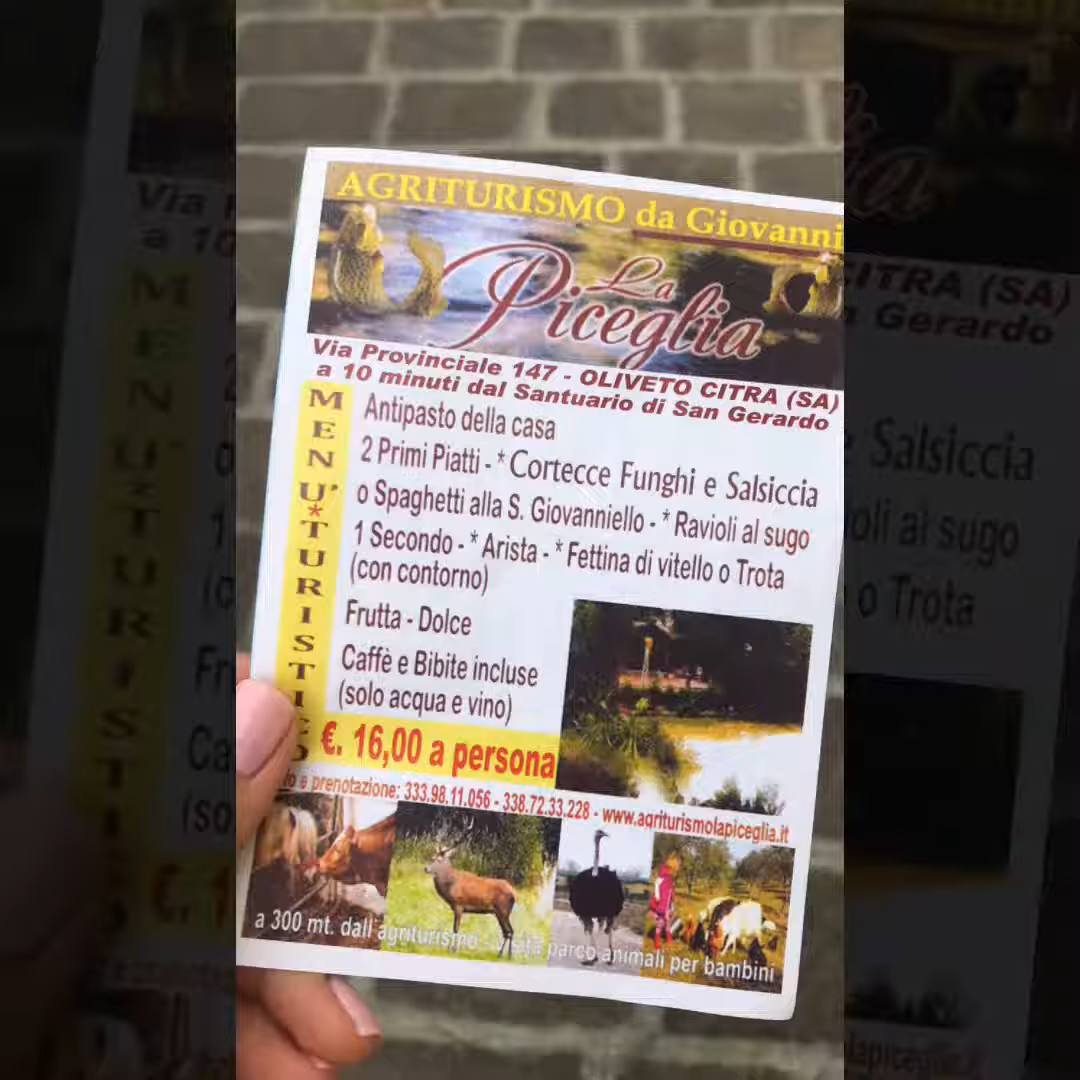 AGRITURISMO da Giovanni
La
Piceglia
Via Provinciale 147 - OLIVETO CITRA (SA)
a 10 minuti dal Santuario di San Gerardo
MENU'*TURISTICO
Antipasto della casa
2 Primi Piatti - * Cortecce Funghi e Salsiccia
o Spaghetti alla S. Giovanniello - * Ravioli al sugo
1 Secondo - * Arista - * Fettina di vitello o Trota
(con contorno)
Frutta - Dolce
Caffè e Bibite incluse
(solo acqua e vino)
€. 16,00 a persona
e prenotazione: 333.98.11.056 - 338.72.33.228 - www.agriturismolapiceglia.it
a 300 mt. dall'agriturismo - visita parco animali per bambini